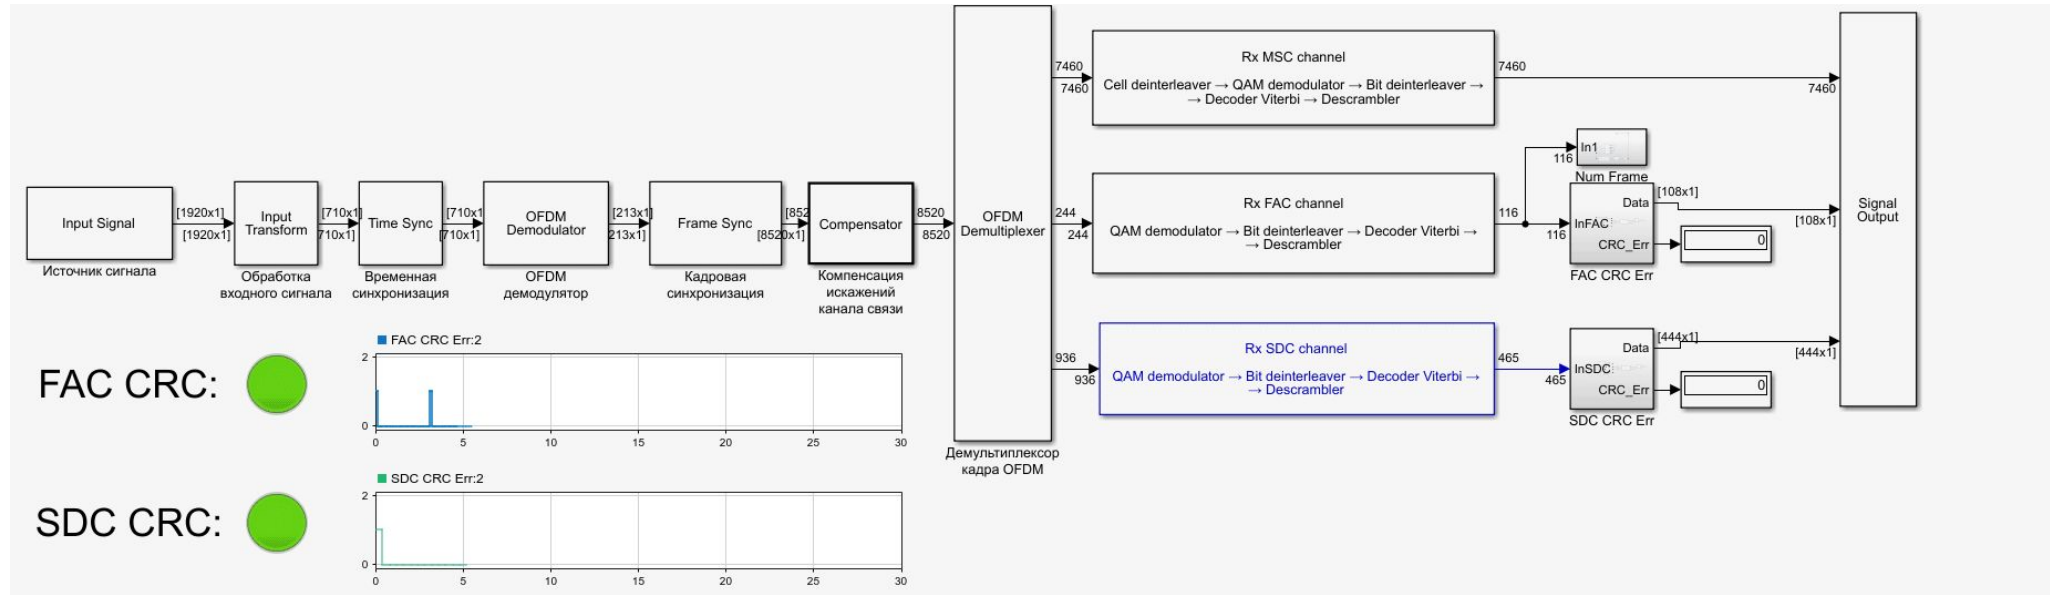 Input Signal
Источник сигнала
[1920x1]
[1920x1]
Input
Transform
Обработка
входного сигнала
[710x1]
710x1]
Time Sync
Временная
синхронизация
[710x1
[710x1]
OFDM
Demodulator
OFDM
демодулятор
[213x1]
213x1]
Frame Sync
Кадровая
синхронизация
[852
[8520x1]
Compensator
Компенсация
искажений
канала связи
8520
8520
OFDM
Demultiplexer
Демультиплексор
кадра OFDM
7460
7460
Rx MSC channel
Cell deinterleaver → QAM demodulator → Bit deinterleaver →
→ Decoder Viterbi → Descrambler
7460
7460
244
244
Rx FAC channel
QAM demodulator → Bit deinterleaver → Decoder Viterbi →
→ Descrambler
116
116
In1
Num Frame
116
InFAC
Data
CRC_Err
FAC CRC Err
[108x1]
[108x1]
0
936
936
Rx SDC channel
QAM demodulator → Bit deinterleaver → Decoder Viterbi →
→ Descrambler
465
465
InSDC
Data
CRC_Err
SDC CRC Err
[444x1]
[444x1]
0
Signal
Output
FAC CRC:
FAC CRC Err:2
2
0
0 5 10 15 20 25 30
SDC CRC:
SDC CRC Err:2
2
0
0 5 10 15 20 25 30